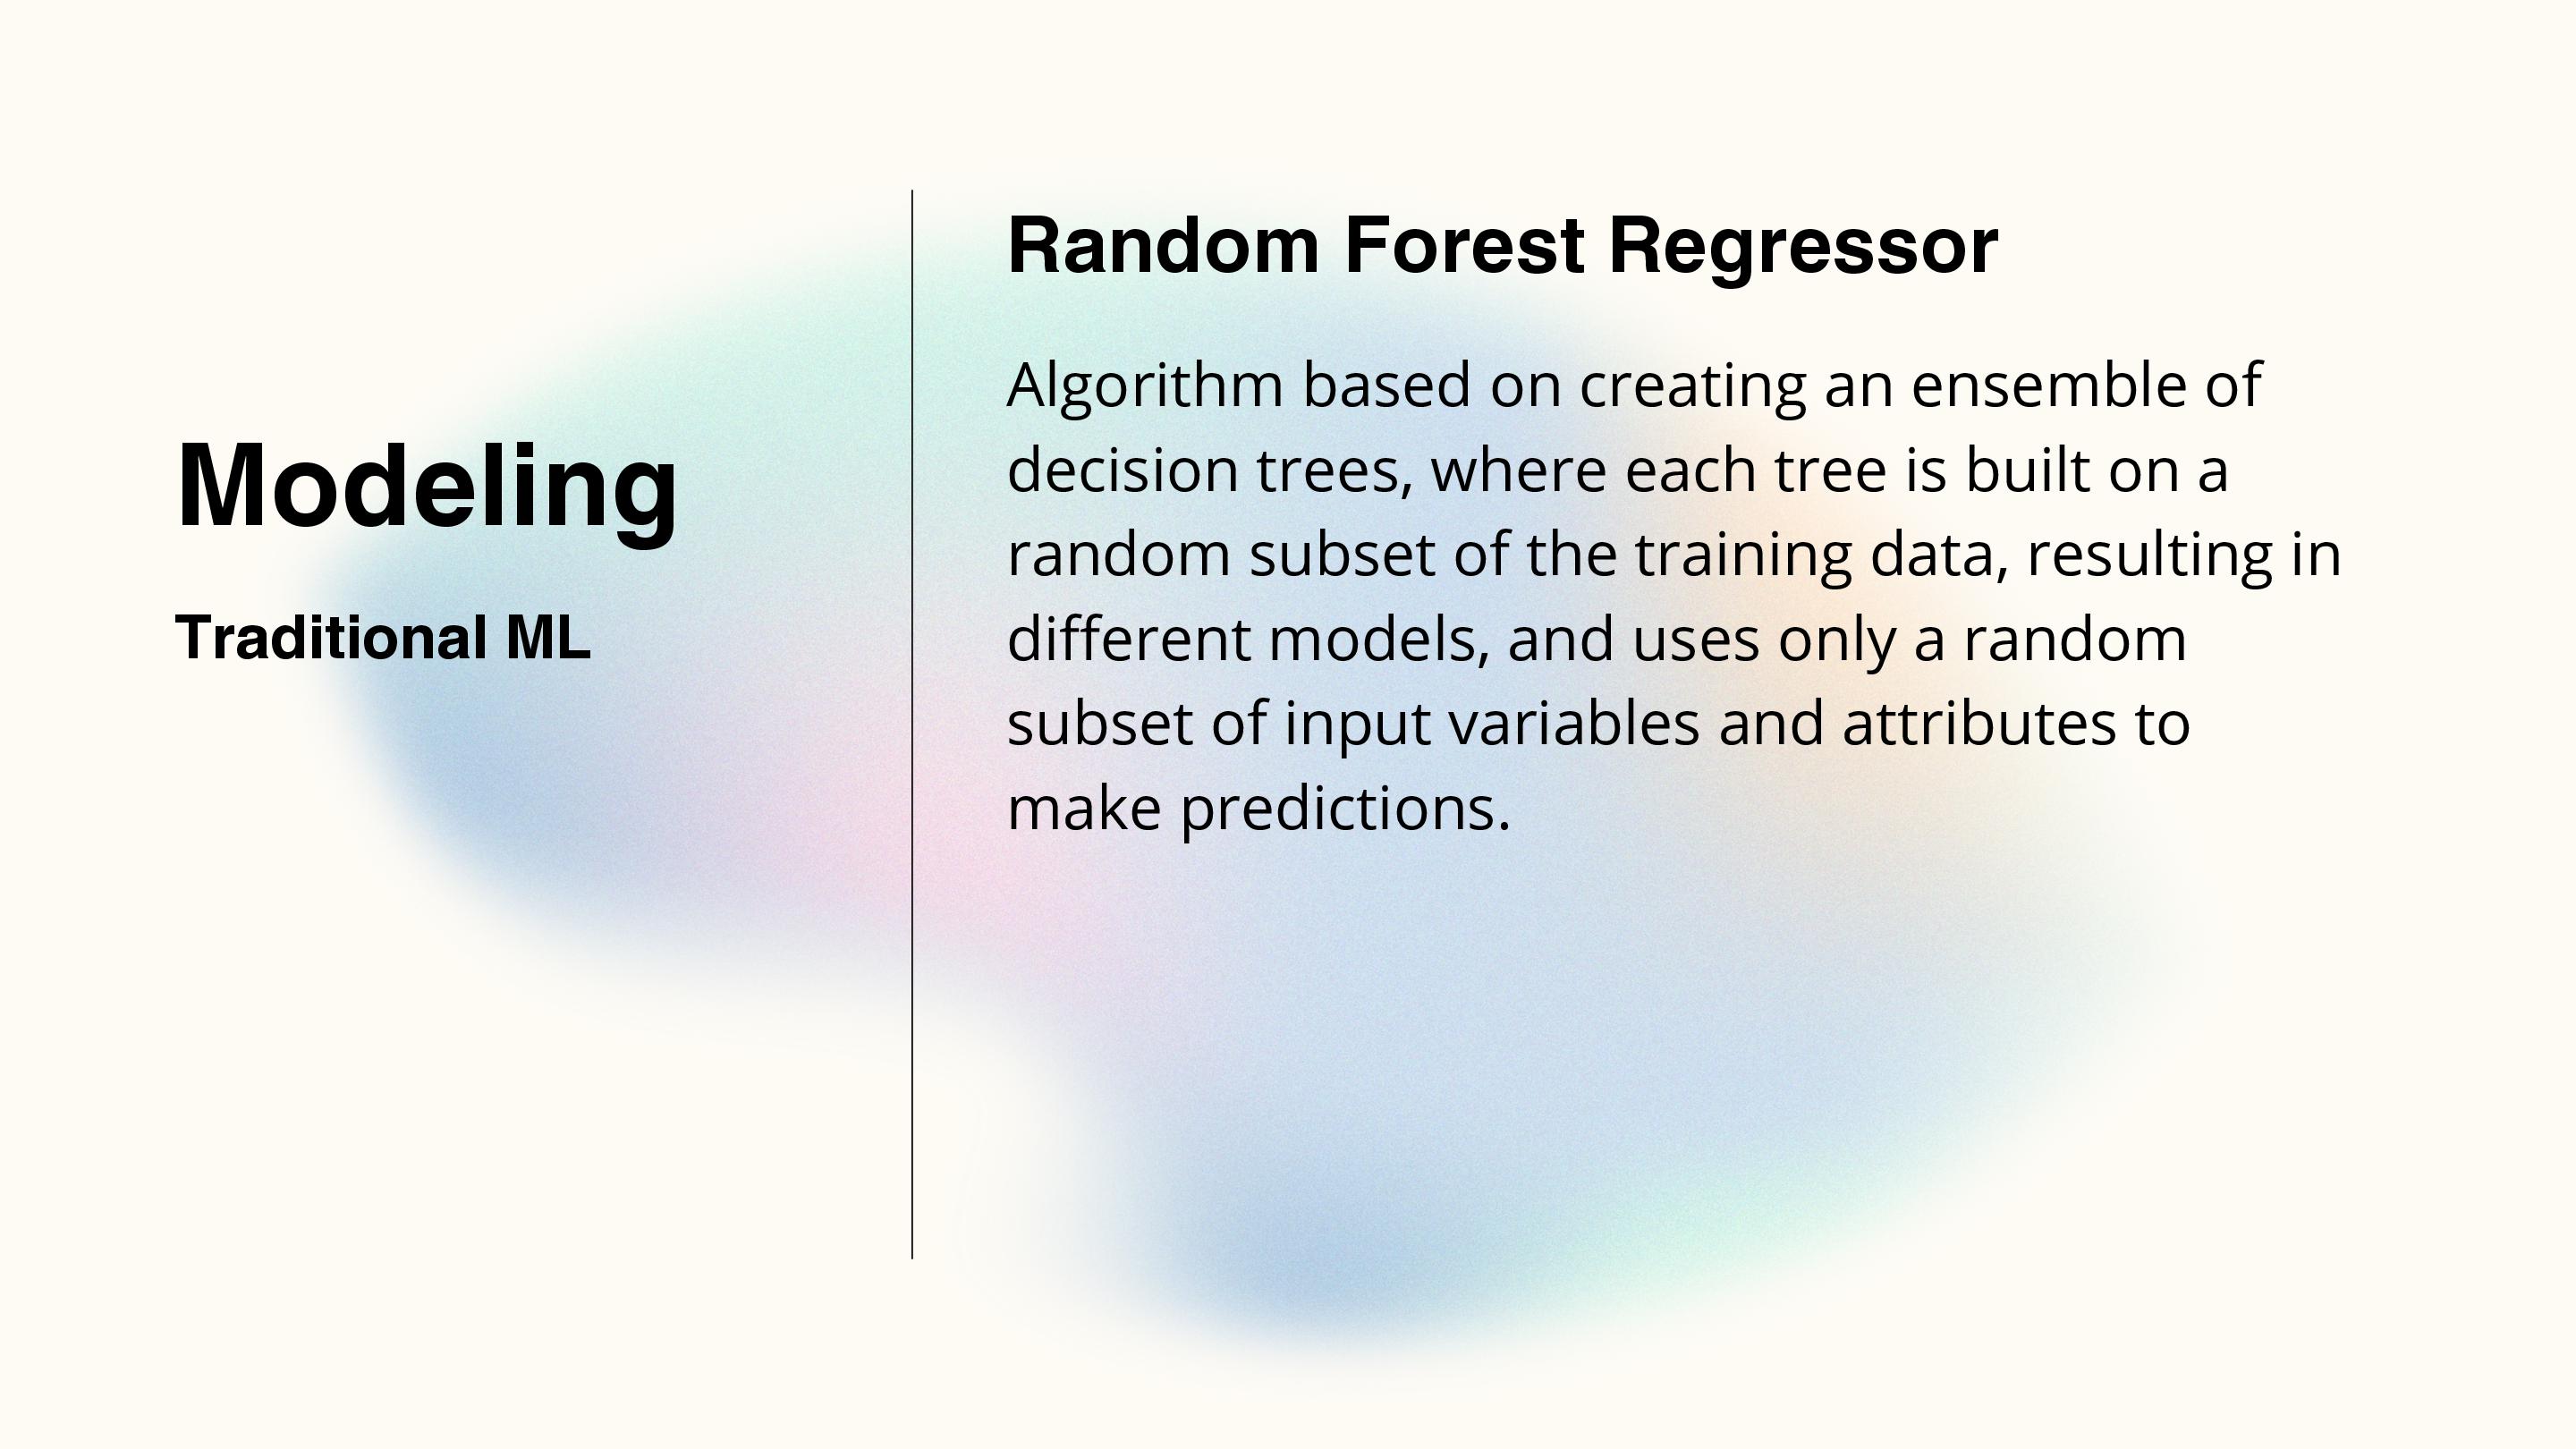 Modeling
Traditional ML
Random Forest Regressor
Algorithm based on creating an ensemble of
decision trees, where each tree is built on a
random subset of the training data, resulting in
different models, and uses only a random
subset of input variables and attributes to
make predictions.